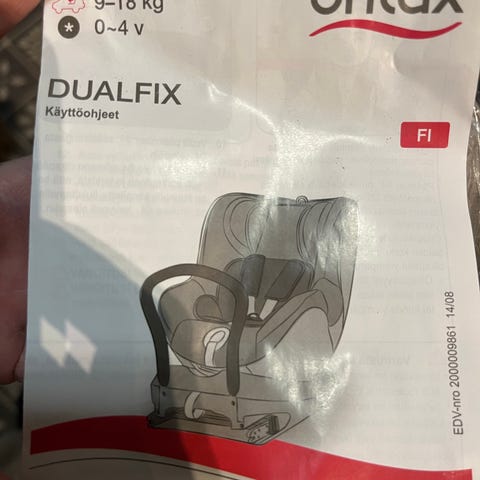 9–18 kg
0~4 v
DUALFIX
Käyttöohjeet
FI
EDV-nro 2000009861 14/08